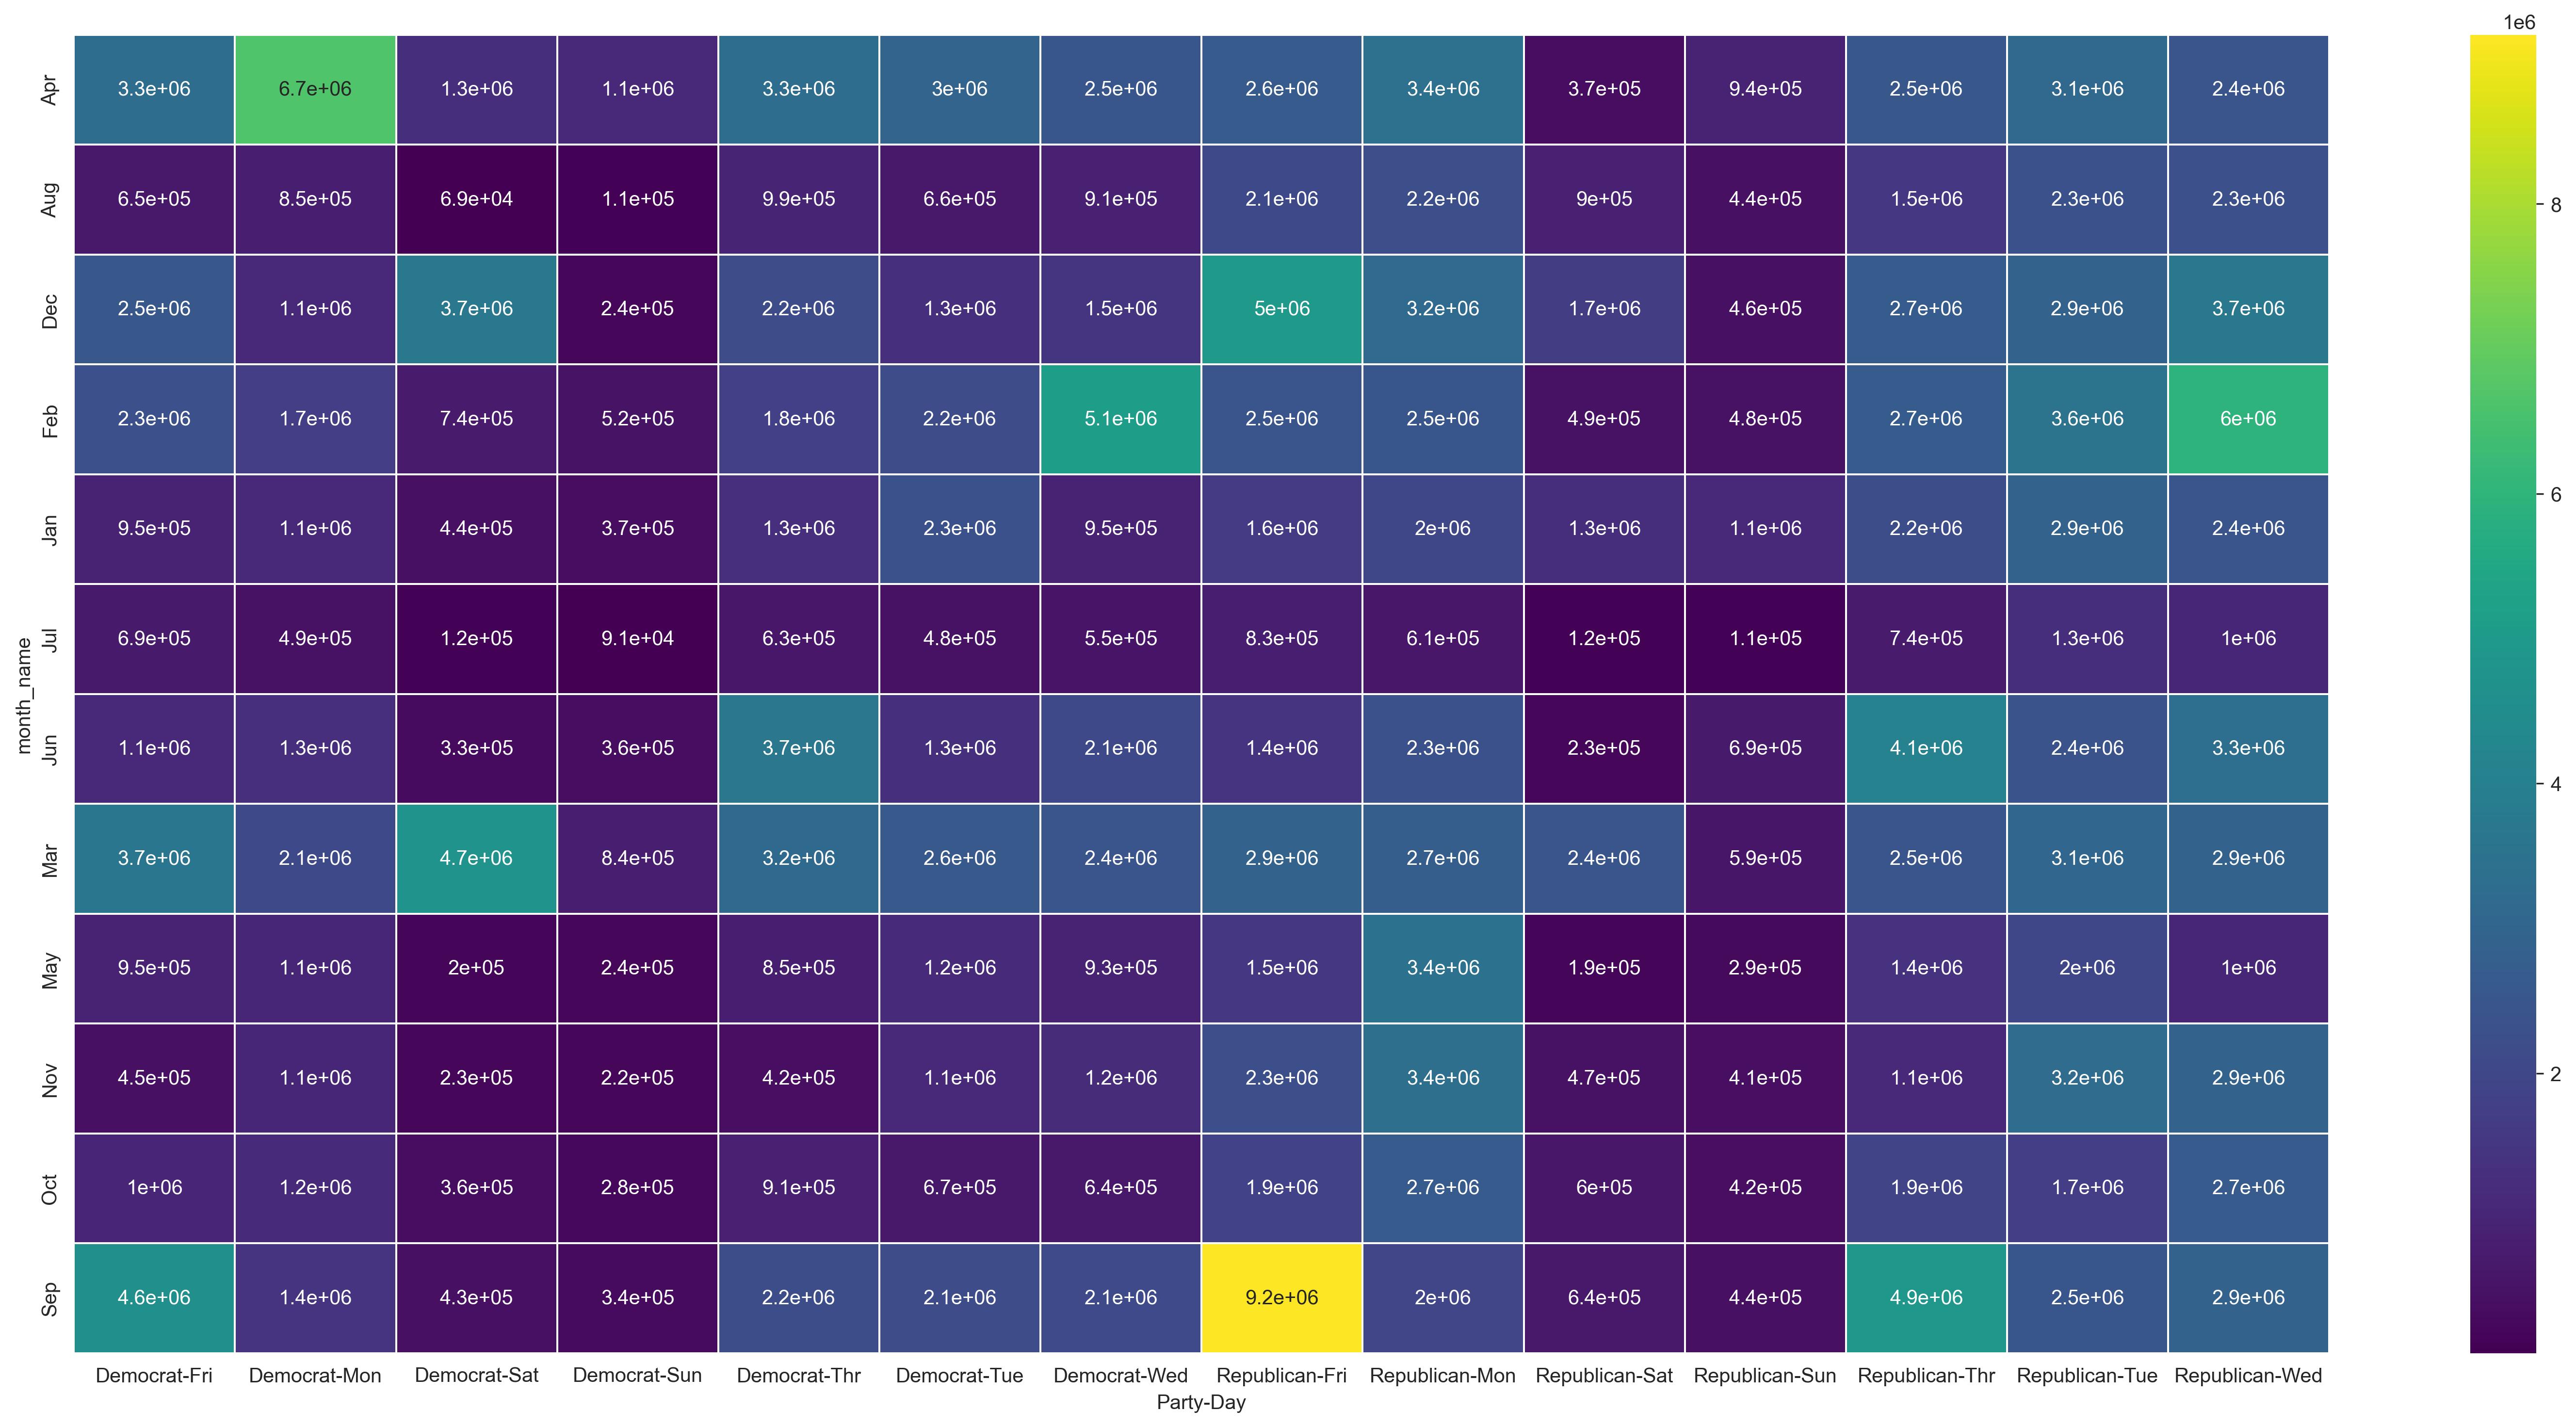 1e6
Apr 3.3e+06 6.7e+06 1.3e+06 1.1e+06 3.3e+06 3e+06 2.5e+06 2.6e+06 3.4e+06 3.7e+05 9.4e+05 2.5e+06 3.1e+06 2.4e+06
Aug 6.5e+05 8.5e+05 6.9e+04 1.1e+05 9.9e+05 6.6e+05 9.1e+05 2.1e+06 2.2e+06 9e+05 4.4e+05 1.5e+06 2.3e+06 2.3e+06
8
Dec 2.5e+06 1.1e+06 3.7e+06 2.4e+05 2.2e+06 1.3e+06 1.5e+06 5e+06 3.2e+06 1.7e+06 4.6e+05 2.7e+06 2.9e+06 3.7e+06
Feb 2.3e+06 1.7e+06 7.4e+05 5.2e+05 1.8e+06 2.2e+06 5.1e+06 2.5e+06 2.5e+06 4.9e+05 4.8e+05 2.7e+06 3.6e+06 6e+06
6
Jan 9.5e+05 1.1e+06 4.4e+05 3.7e+05 1.3e+06 2.3e+06 9.5e+05 1.6e+06 2e+06 1.3e+06 1.1e+06 2.2e+06 2.9e+06 2.4e+06
Jul 6.9e+05 4.9e+05 1.2e+05 9.1e+04 6.3e+05 4.8e+05 5.5e+05 8.3e+05 6.1e+05 1.2e+05 1.1e+05 7.4e+05 1.3e+06 1e+06
month_name
Jun 1.1e+06 1.3e+06 3.3e+05 3.6e+05 3.7e+06 1.3e+06 2.1e+06 1.4e+06 2.3e+06 2.3e+05 6.9e+05 4.1e+06 2.4e+06 3.3e+06
4
Mar 3.7e+06 2.1e+06 4.7e+06 8.4e+05 3.2e+06 2.6e+06 2.4e+06 2.9e+06 2.7e+06 2.4e+06 5.9e+05 2.5e+06 3.1e+06 2.9e+06
May 9.5e+05 1.1e+06 2e+05 2.4e+05 8.5e+05 1.2e+06 9.3e+05 1.5e+06 3.4e+06 1.9e+05 2.9e+05 1.4e+06 2e+06 1e+06
Nov 4.5e+05 1.1e+06 2.3e+05 2.2e+05 4.2e+05 1.1e+06 1.2e+06 2.3e+06 3.4e+06 4.7e+05 4.1e+05 1.1e+06 3.2e+06 2.9e+06
2
Oct 1e+06 1.2e+06 3.6e+05 2.8e+05 9.1e+05 6.7e+05 6.4e+05 1.9e+06 2.7e+06 6e+05 4.2e+05 1.9e+06 1.7e+06 2.7e+06
Sep 4.6e+06 1.4e+06 4.3e+05 3.4e+05 2.2e+06 2.1e+06 2.1e+06 9.2e+06 2e+06 6.4e+05 4.4e+05 4.9e+06 2.5e+06 2.9e+06
Democrat-Fri Democrat-Mon Democrat-Sat Democrat-Sun Democrat-Thr Democrat-Tue Democrat-Wed Republican-Fri Republican-Mon Republican-Sat Republican-Sun Republican-Thr Republican-Tue Republican-Wed
Party-Day